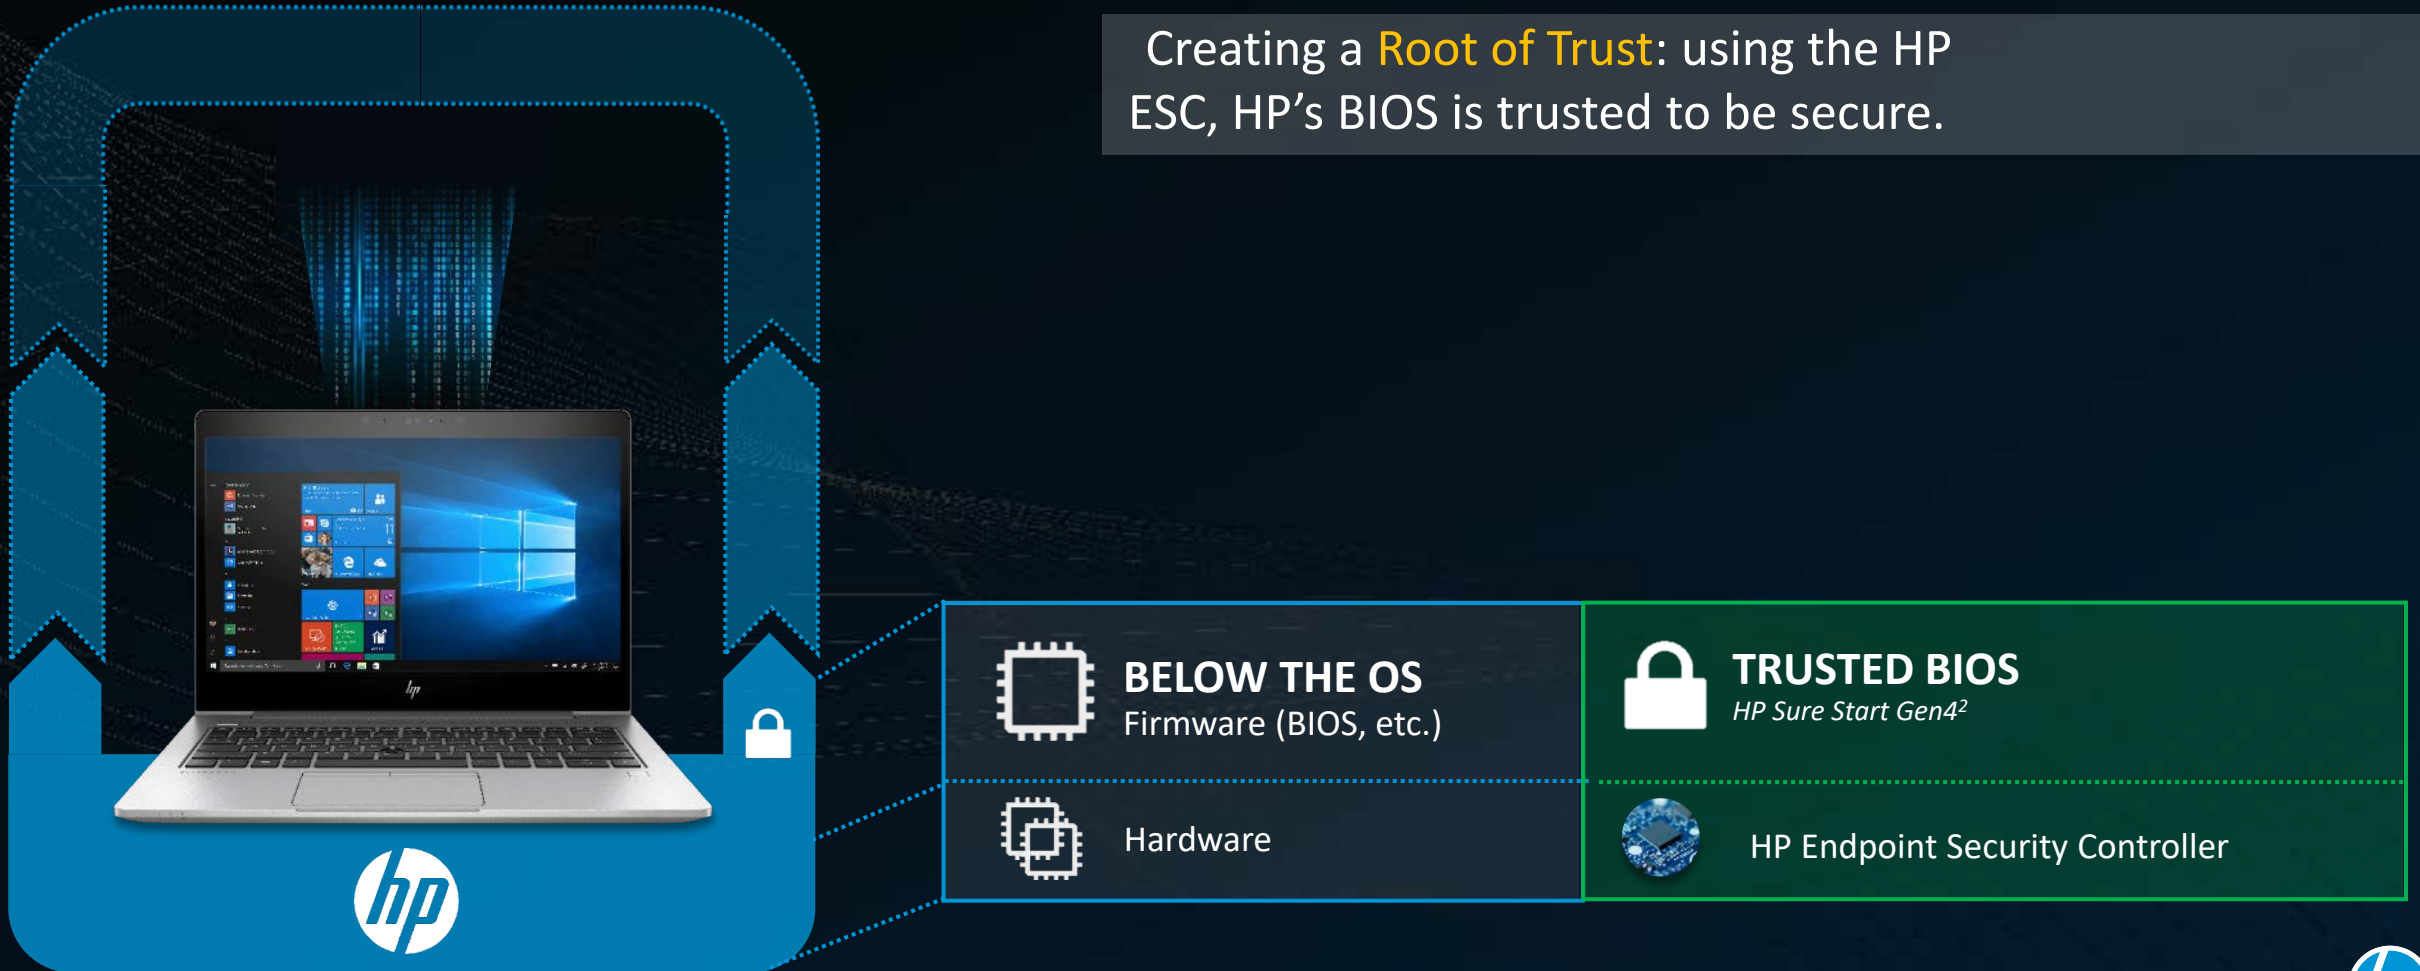 Creating a Root of Trust: using the HP
ESC, HP’s BIOS is trusted to be secure.
BELOW THE OS
Firmware (BIOS, etc.)
TRUSTED BIOS
HP Sure Start Gen4²
Hardware
HP Endpoint Security Controller
hp
hp